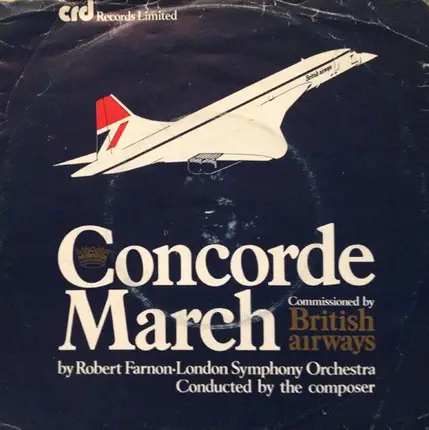 crd Records Limited
British airways
Concorde
March
Commissioned by
British
airways
by Robert Farnon·London Symphony Orchestra
Conducted by the composer